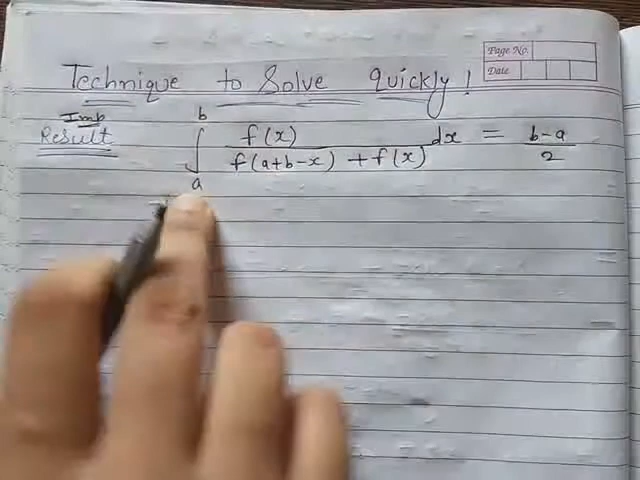 Page No.
Date
Technique to Solve Quickly!
Imp
Result ∫ₐᵇ f(x) / (f(a+b-x) + f(x)) dx = (b-a)/2